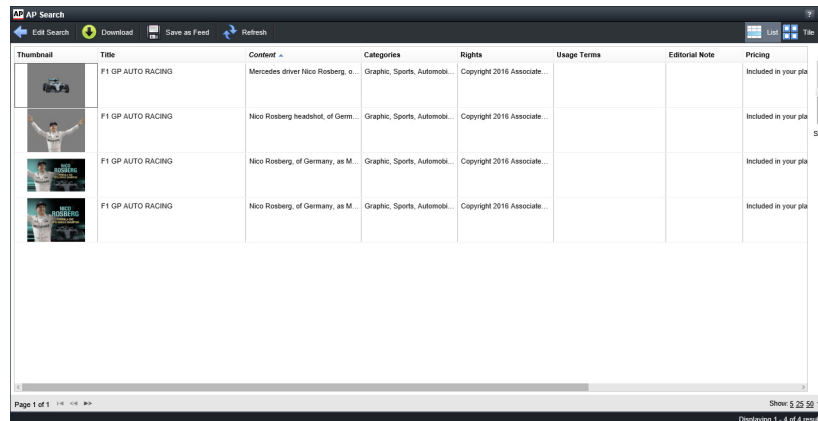 AP AP Search ?
Edit Search Download Save as Feed Refresh List Tile
Thumbnail Title Content Categories Rights Usage Terms Editorial Note Pricing
F1 GP AUTO RACING Mercedes driver Nico Rosberg, o... Graphic, Sports, Automobi... Copyright 2016 Associate... Included in your pla
F1 GP AUTO RACING Nico Rosberg headshot, of Germ... Graphic, Sports, Automobi... Copyright 2016 Associate... Included in your pla
S
F1 GP AUTO RACING Nico Rosberg, of Germany, as M... Graphic, Sports, Automobi... Copyright 2016 Associate... Included in your pla
NICO
ROSBERG
F1 GP AUTO RACING Nico Rosberg, of Germany, as M... Graphic, Sports, Automobi... Copyright 2016 Associate... Included in your pla
NICO
ROSBERG
Page 1 of 1 Show: 5 25 50
Displaying 1 - 4 of 4 resu